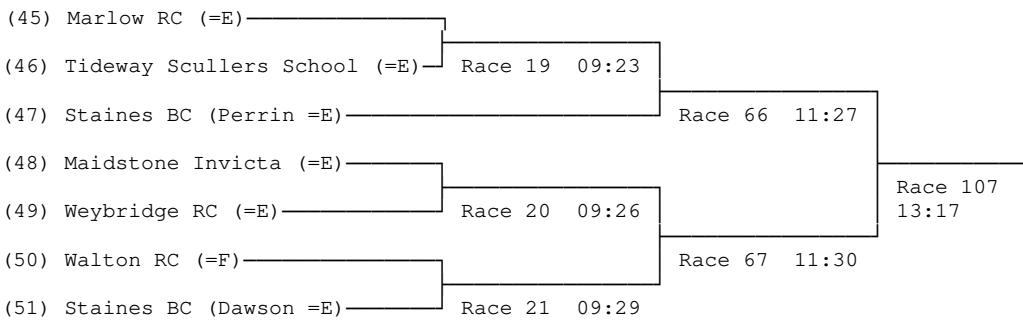 (45) Marlow RC (=E)
(46) Tideway Scullers School (=E) Race 19 09:23
(47) Staines BC (Perrin =E) Race 66 11:27
(48) Maidstone Invicta (=E)
Race 107
(49) Weybridge RC (=E) Race 20 09:26 13:17
(50) Walton RC (=F) Race 67 11:30
(51) Staines BC (Dawson =E) Race 21 09:29